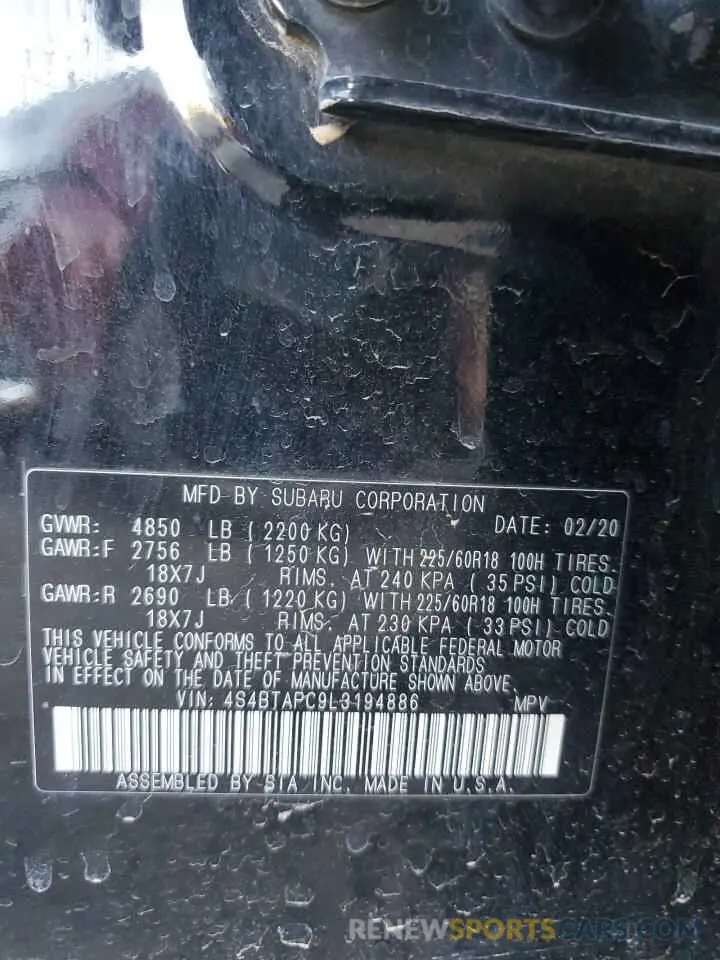 MFD BY SUBARU CORPORATION
GVWR: 4850 LB ( 2200 KG) DATE: 02/20
GAWR:F 2756 LB ( 1250 KG) WITH 225/60R18 100H TIRES.
18X7J RIMS. AT 240 KPA ( 35 PSI) COLD
GAWR:R 2690 LB ( 1220 KG) WITH 225/60R18 100H TIRES.
18X7J RIMS. AT 230 KPA ( 33 PSI) COLD
THIS VEHICLE CONFORMS TO ALL APPLICABLE FEDERAL MOTOR
VEHICLE SAFETY AND THEFT PREVENTION STANDARDS
IN EFFECT ON THE DATE OF MANUFACTURE SHOWN ABOVE.
VIN: 4S4BTAPC9L3194886 MPV
ASSEMBLED BY SIA INC. MADE IN U.S.A.
RENEWSPORTSCARS.COM